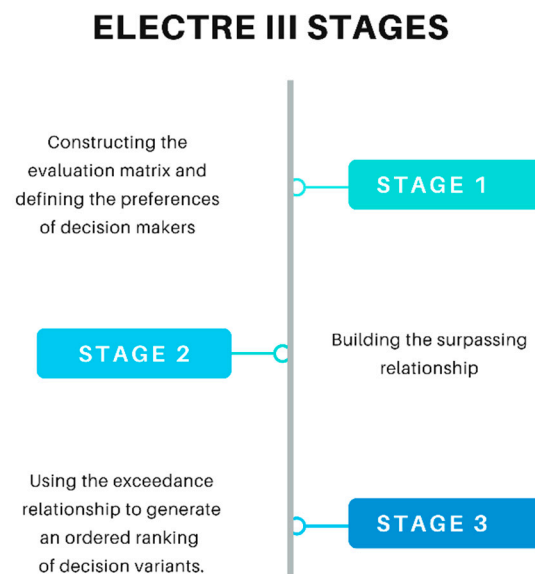 ELECTRE III STAGES
Constructing the
evaluation matrix and
defining the preferences
of decision makers
STAGE 1
STAGE 2
Building the surpassing
relationship
Using the exceedance
relationship to generate
an ordered ranking
of decision variants.
STAGE 3